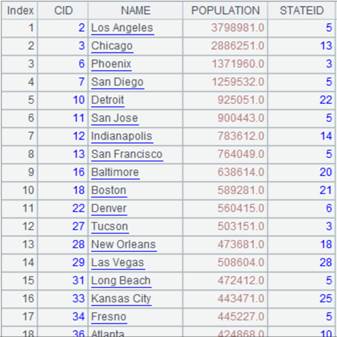 Index CID NAME POPULATION STATEID
1 2 Los Angeles 3798981.0 5
2 3 Chicago 2886251.0 13
3 6 Phoenix 1371960.0 3
4 7 San Diego 1259532.0 5
5 10 Detroit 925051.0 22
6 11 San Jose 900443.0 5
7 12 Indianapolis 783612.0 14
8 13 San Francisco 764049.0 5
9 16 Baltimore 638614.0 20
10 18 Boston 589281.0 21
11 22 Denver 560415.0 6
12 27 Tucson 503151.0 3
13 28 New Orleans 473681.0 18
14 29 Las Vegas 508604.0 28
15 31 Long Beach 472412.0 5
16 33 Kansas City 443471.0 25
17 34 Fresno 445227.0 5
18 36 Atlanta 424868.0 10